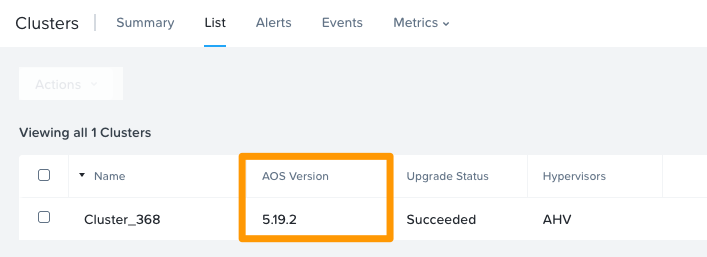 Clusters Summary List Alerts Events Metrics
Actions
Viewing all 1 Clusters
Name AOS Version Upgrade Status Hypervisors
Cluster_368 5.19.2 Succeeded AHV